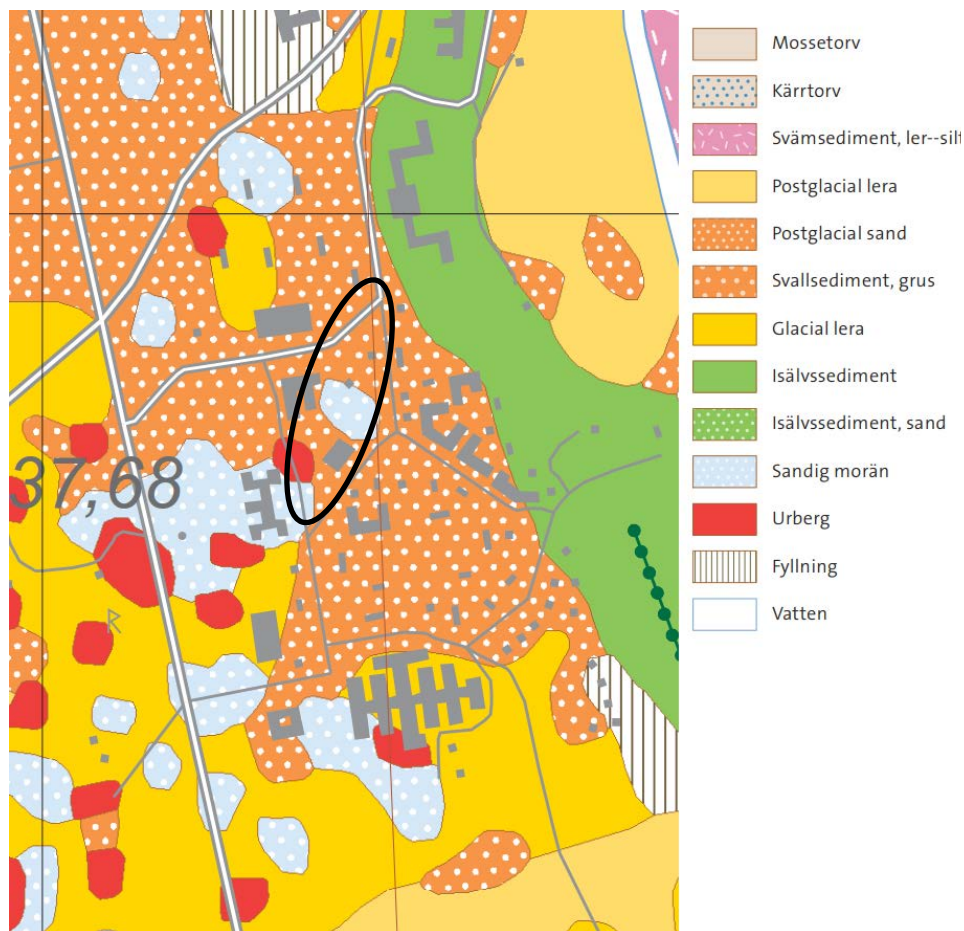 Mossetorv
Kärrtorv
Svämsediment, ler--silt
Postglacial lera
Postglacial sand
Svallsediment, grus
Glacial lera
Isälvssediment
Isälvssediment, sand
Sandig morän
37,68
Urberg
Fyllning
Vatten
R